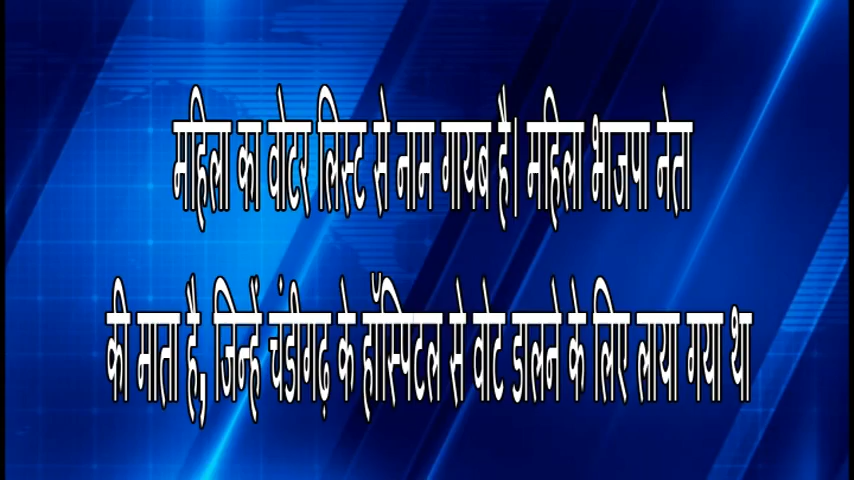 महिला का वोटर लिस्ट से नाम गायब है। महिला भाजपा नेता
की माता है, जिन्हें चंडीगढ़ के हॉस्पिटल से वोट डालने के लिए लाया गया था